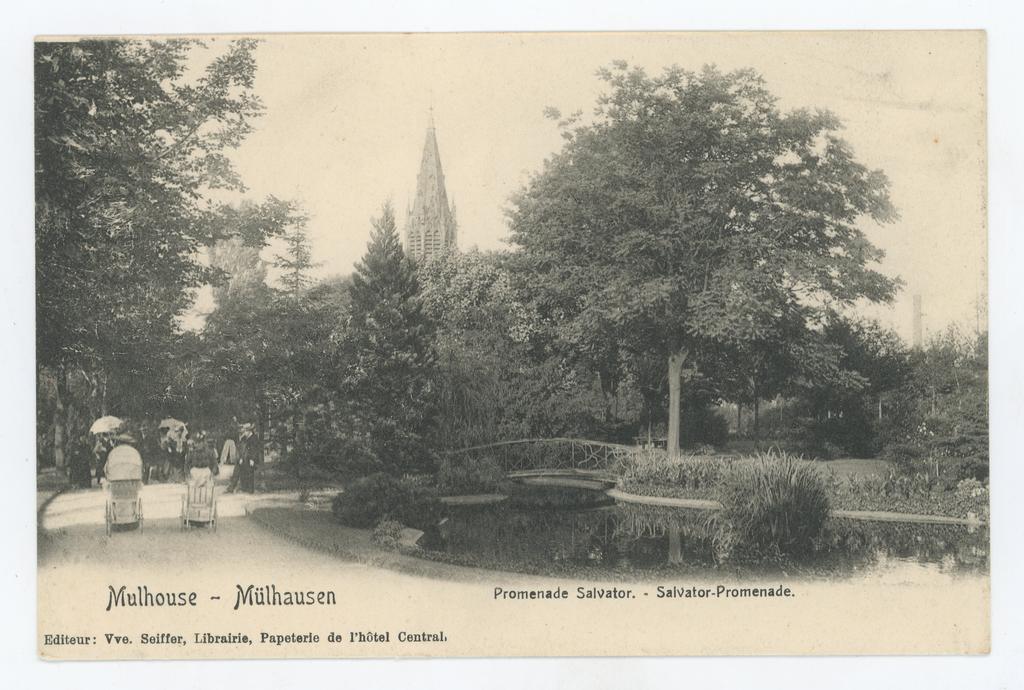 Mulhouse - Mülhausen
Promenade Salvator. - Salvator-Promenade.
Editeur: Vve. Seiffer, Librairie, Papeterie de l'hôtel Central.